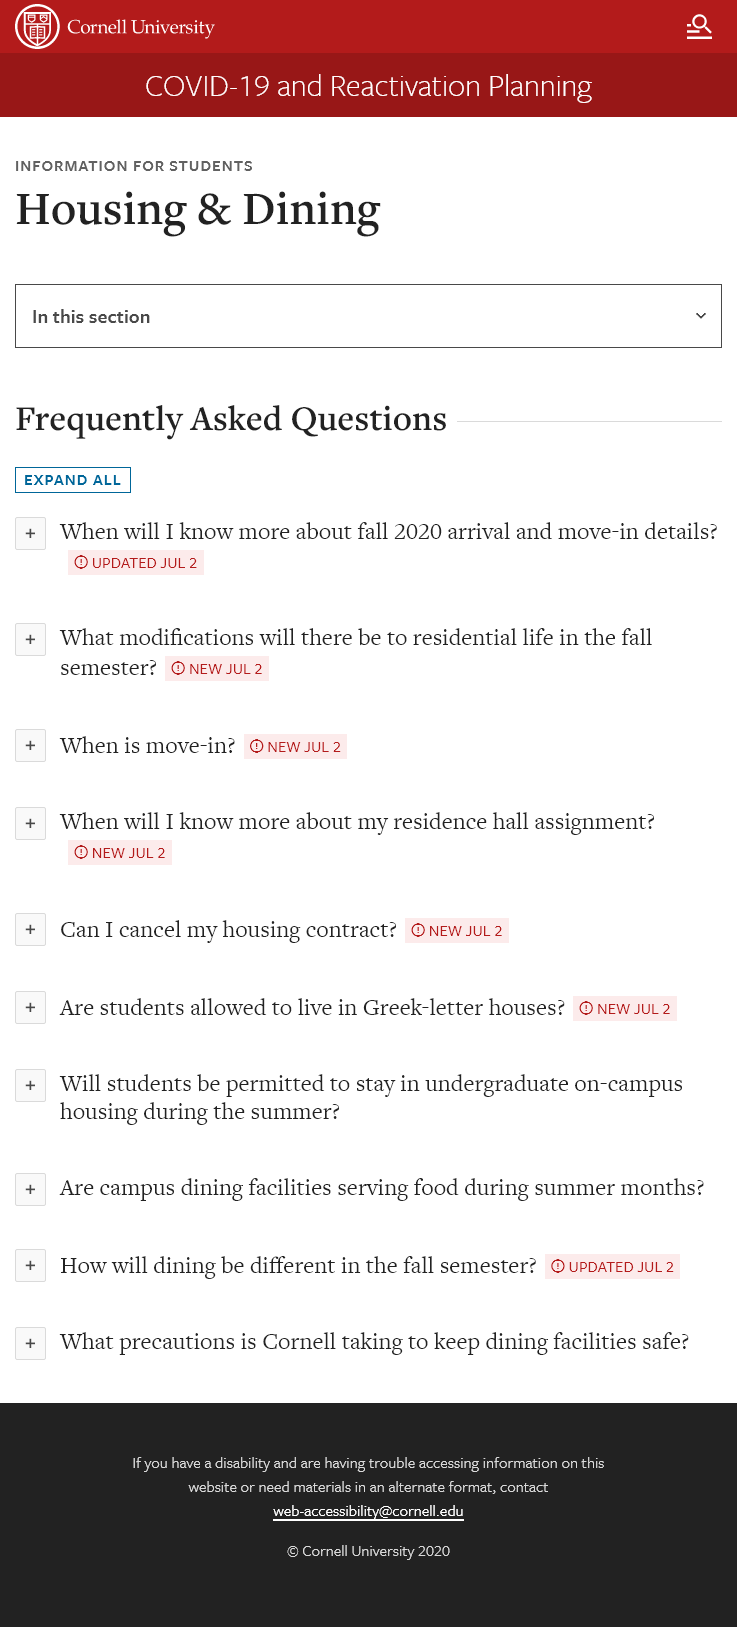 Cornell University
COVID-19 and Reactivation Planning
INFORMATION FOR STUDENTS
Housing & Dining
In this section
Frequently Asked Questions
EXPAND ALL
When will I know more about fall 2020 arrival and move-in details?
UPDATED JUL 2
What modifications will there be to residential life in the fall
semester? NEW JUL 2
When is move-in? NEW JUL 2
When will I know more about my residence hall assignment?
NEW JUL 2
Can I cancel my housing contract? NEW JUL 2
Are students allowed to live in Greek-letter houses? NEW JUL 2
Will students be permitted to stay in undergraduate on-campus
housing during the summer?
Are campus dining facilities serving food during summer months?
How will dining be different in the fall semester? UPDATED JUL 2
What precautions is Cornell taking to keep dining facilities safe?
If you have a disability and are having trouble accessing information on this
website or need materials in an alternate format, contact
web-accessibility@cornell.edu
© Cornell University 2020